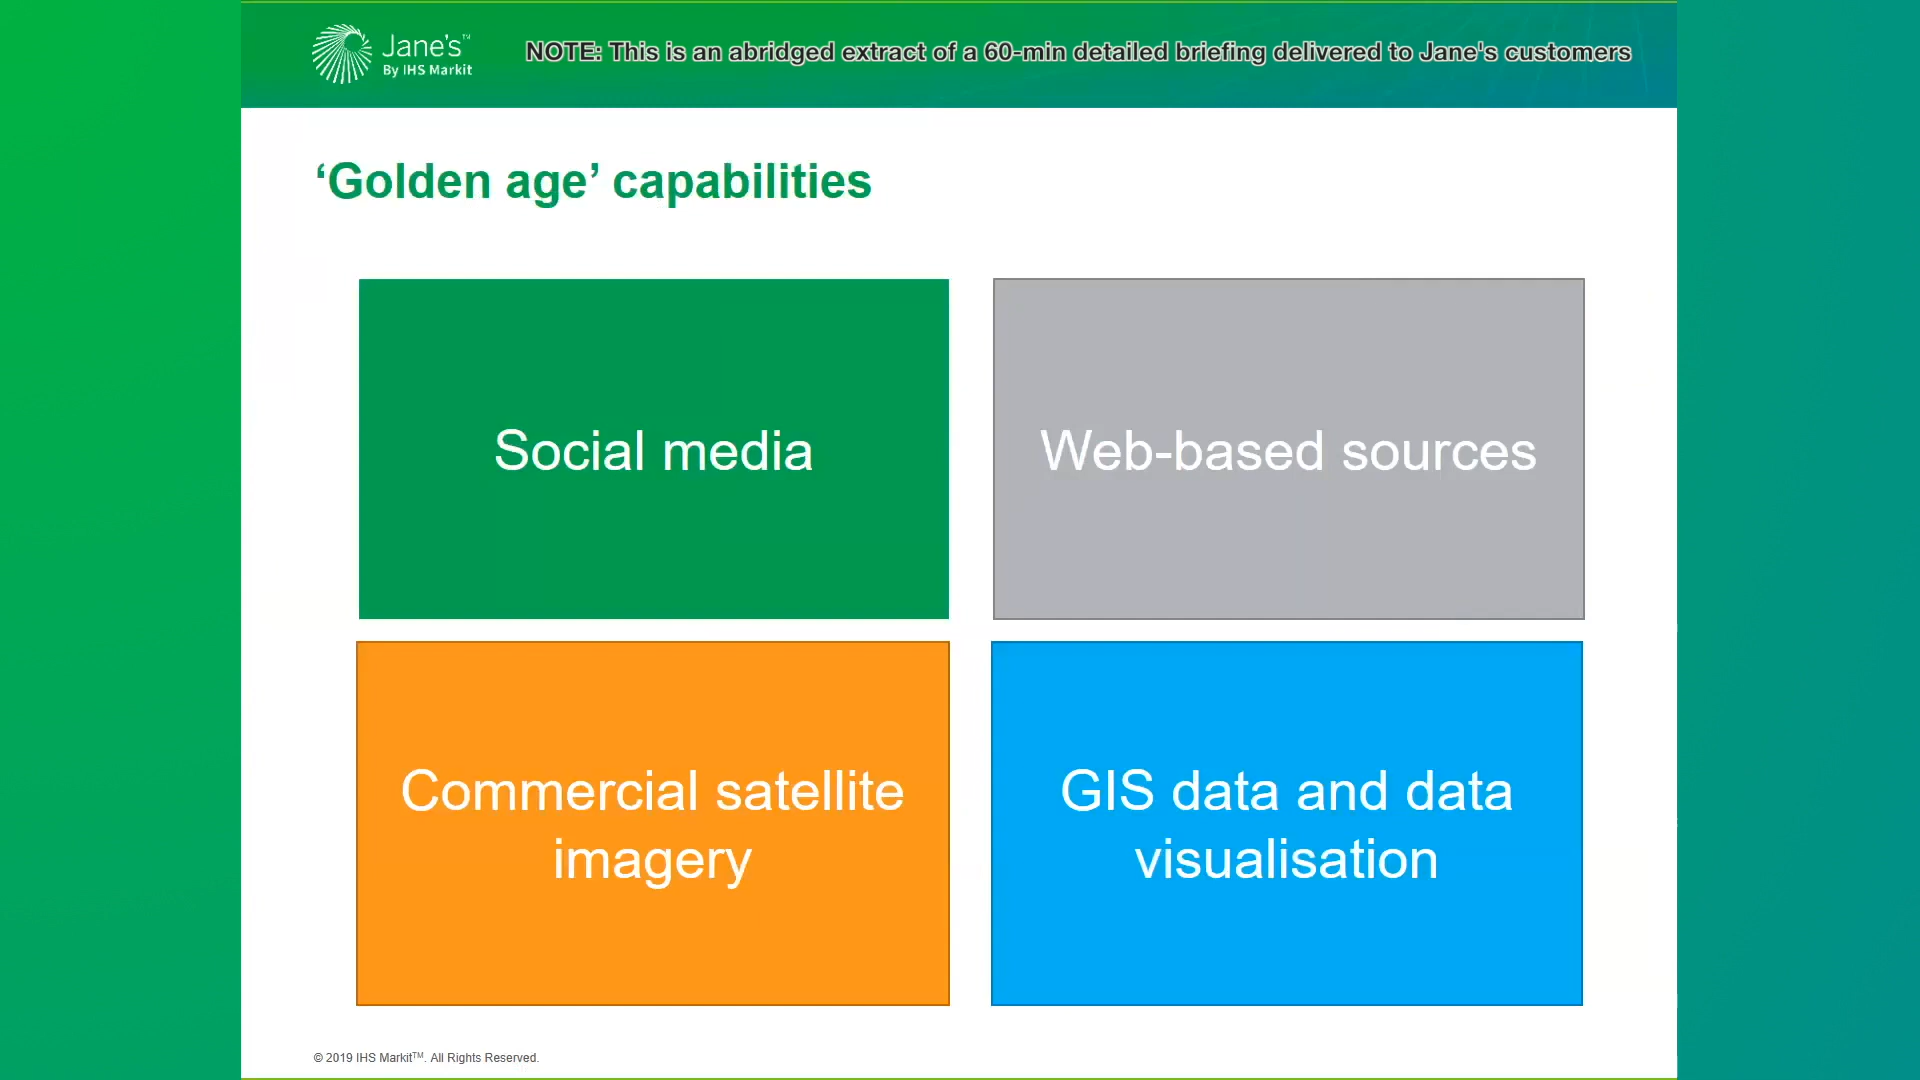 Jane's™
By IHS Markit
NOTE: This is an abridged extract of a 60-min detailed briefing delivered to Jane's customers
‘Golden age’ capabilities
Social media
Web-based sources
Commercial satellite
imagery
GIS data and data
visualisation
© 2019 IHS Markit™. All Rights Reserved.